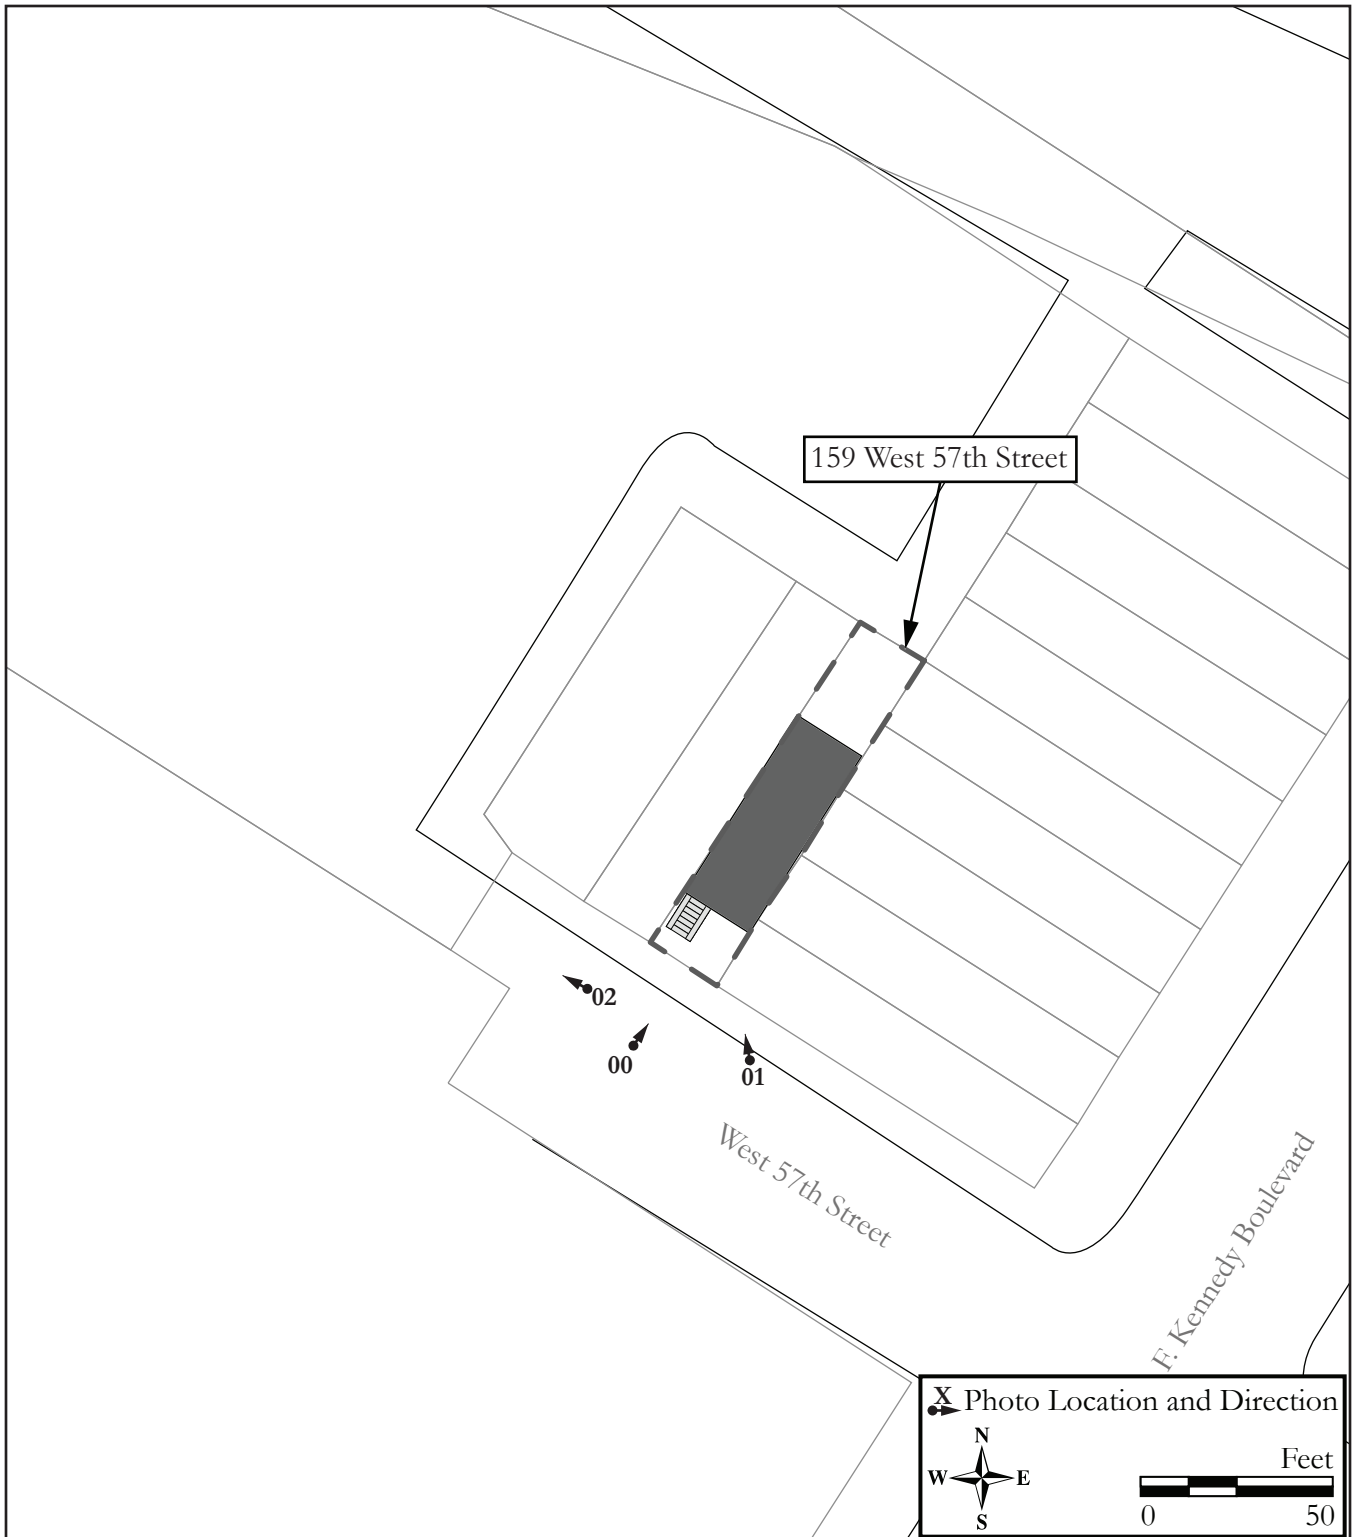 159 West 57th Street
02
00
01
West 57th Street
F. Kennedy Boulevard
X Photo Location and Direction
N
W E
S
Feet
0 50